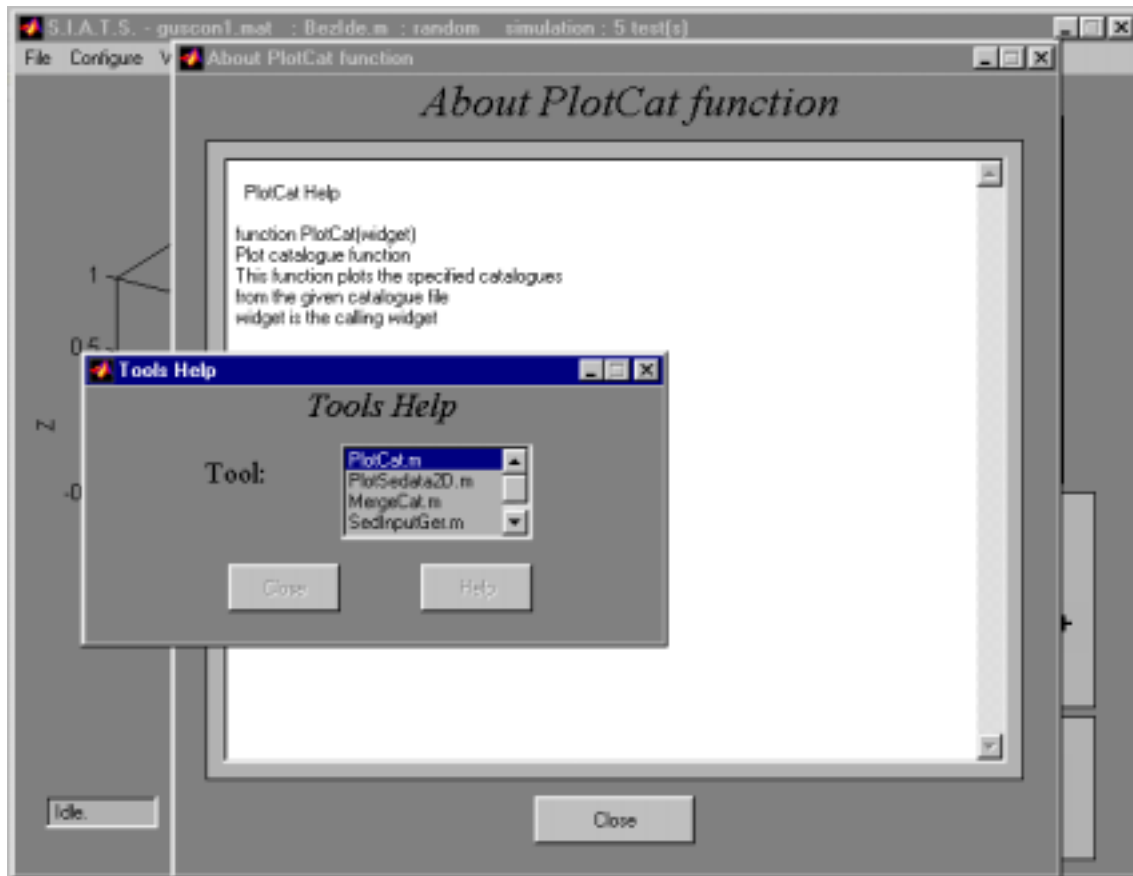 S.I.A.T.S. - guscon1.mat : BezIde.m : random simulation : 5 test(s)
File Configure V
About PlotCat function
About PlotCat function
PlotCat Help
function PlotCat(widget)
Plot catalogue function
This function plots the specified catalogues
from the given catalogue file
widget is the calling widget
1
0.5
Z
-0
Tools Help
Tools Help
Tool:
PlotCat.m
PlotSedata2D.m
MergeCat.m
SedInputGer.m
Close Help
+
Idle.
Close